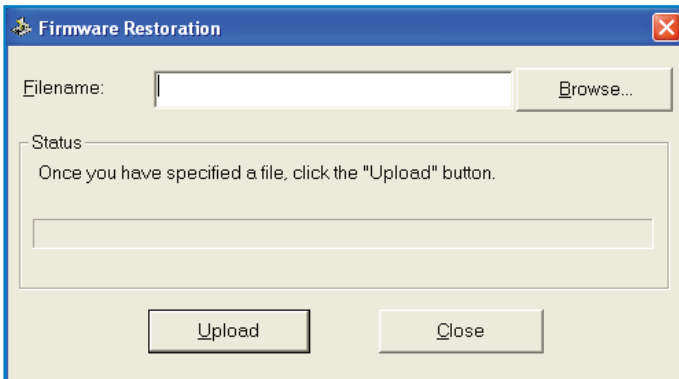 Firmware Restoration
Filename:
Browse...
Status
Once you have specified a file, click the "Upload" button.
Upload
Close